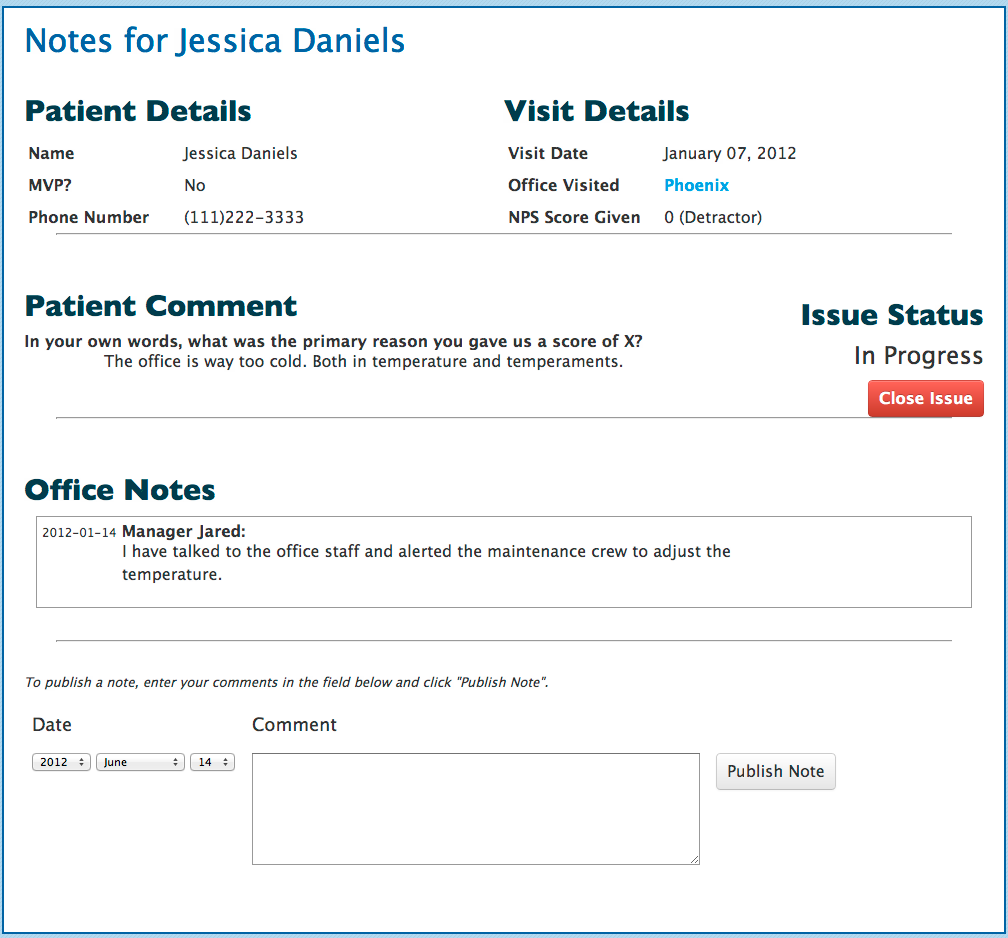 Notes for Jessica Daniels
Patient Details
Name Jessica Daniels
MVP? No
Phone Number (111)222-3333
Visit Details
Visit Date January 07, 2012
Office Visited Phoenix
NPS Score Given 0 (Detractor)
Patient Comment
In your own words, what was the primary reason you gave us a score of X?
The office is way too cold. Both in temperature and temperaments.
Issue Status
In Progress
Close Issue
Office Notes
2012-01-14 Manager Jared:
I have talked to the office staff and alerted the maintenance crew to adjust the
temperature.
To publish a note, enter your comments in the field below and click "Publish Note".
Date Comment
2012 June 14 Publish Note